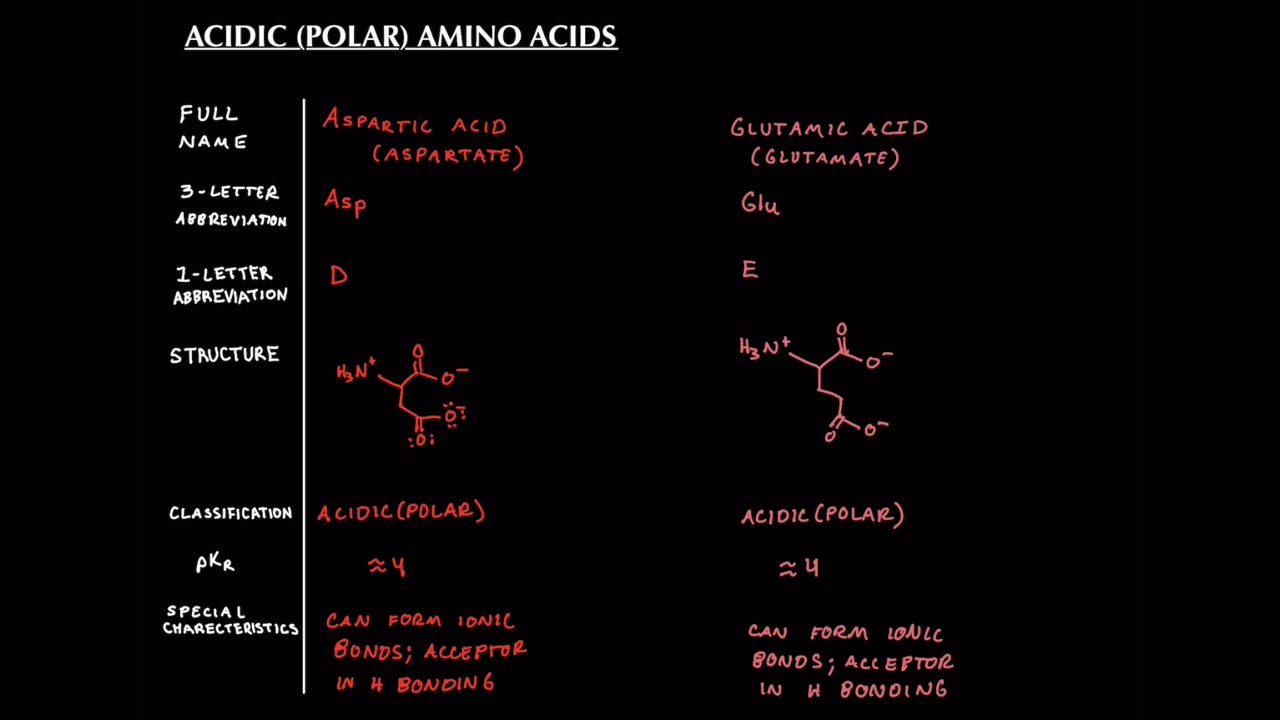 ACIDIC (POLAR) AMINO ACIDS
FULL
NAME
ASPARTIC ACID
(ASPARTATE)
GLUTAMIC ACID
(GLUTAMATE)
3-LETTER
ABBREVIATION
Asp
Glu
1-LETTER
ABBREVIATION
D
E
STRUCTURE
O
H₃N⁺
O⁻
:Ö:⁻
:O:
O
H₃N⁺
O⁻
O
O⁻
CLASSIFICATION
ACIDIC (POLAR)
ACIDIC (POLAR)
pKR
≈4
≈4
SPECIAL
CHARECTERISTICS
CAN FORM IONIC
BONDS; ACCEPTOR
IN H BONDING
CAN FORM IONIC
BONDS; ACCEPTOR
IN H BONDING